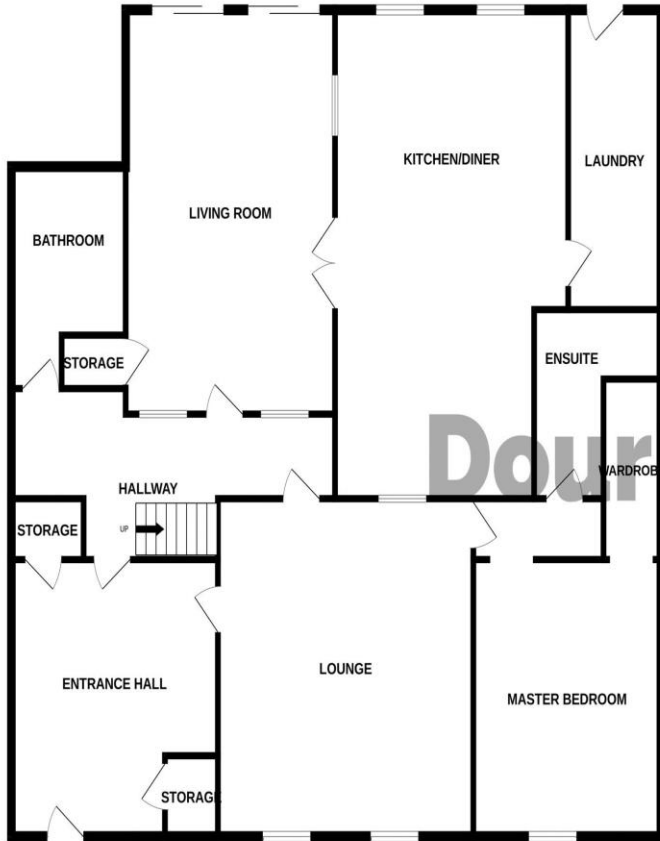 KITCHEN/DINER
LAUNDRY
LIVING ROOM
BATHROOM
STORAGE
ENSUITE
WARDROB
Dour
HALLWAY
UP
STORAGE
LOUNGE
ENTRANCE HALL
MASTER BEDROOM
STORAGE